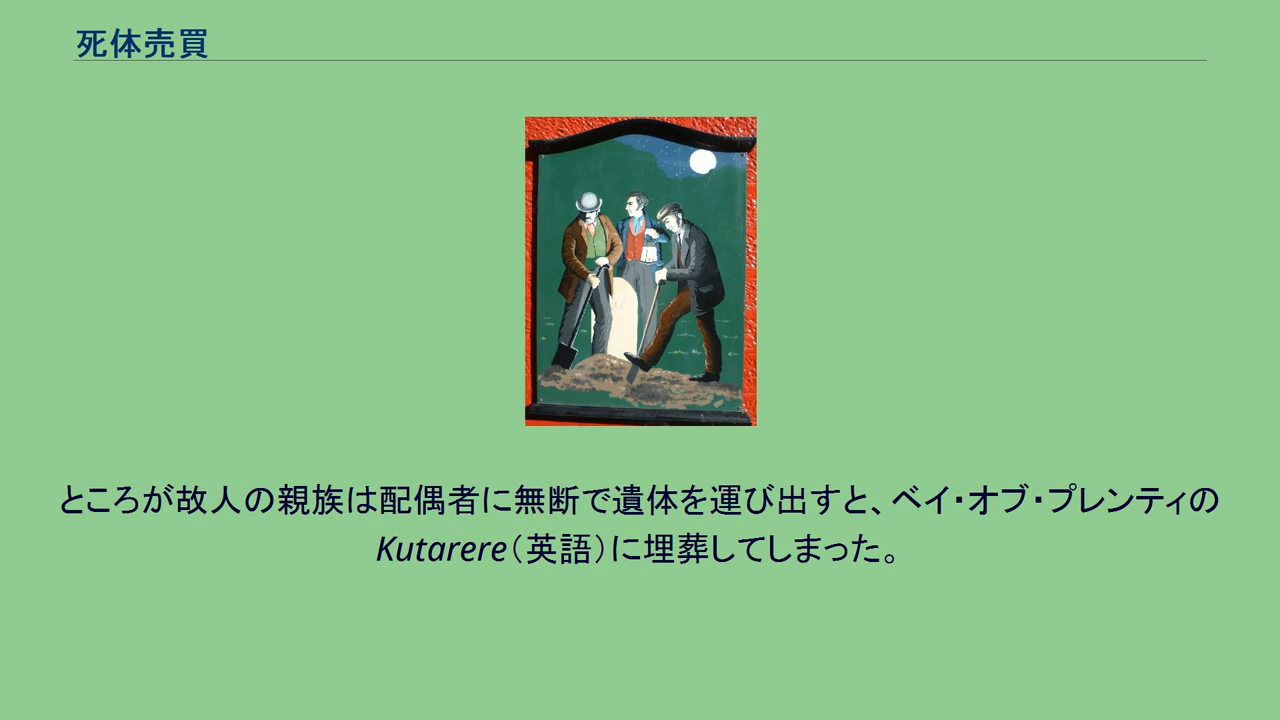 死体売買
ところが故人の親族は配偶者に無断で遺体を運び出すと、ベイ・オブ・プレンティの
Kutarere（英語）に埋葬してしまった。